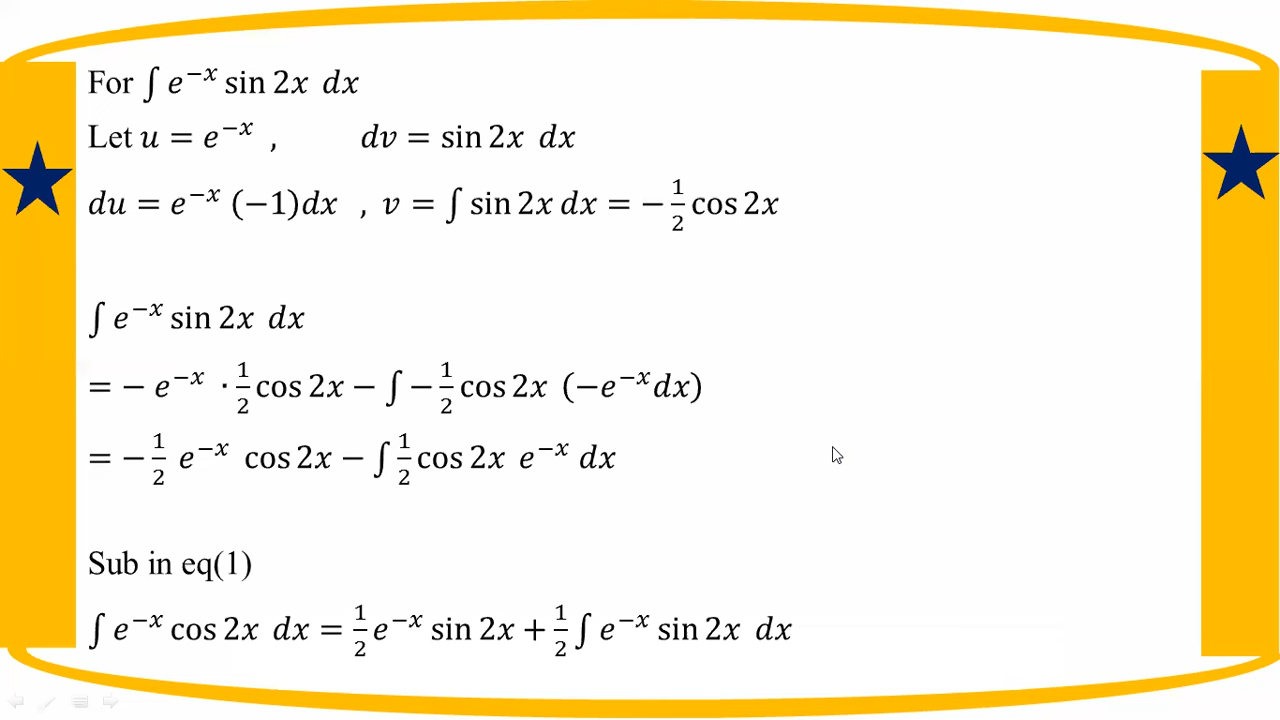 For ∫ e⁻ˣ sin 2x dx
Let u = e⁻ˣ , dv = sin 2x dx
du = e⁻ˣ (−1)dx , v = ∫ sin 2x dx = −½ cos 2x
∫ e⁻ˣ sin 2x dx
= − e⁻ˣ · ½ cos 2x − ∫ −½ cos 2x (−e⁻ˣdx)
= −½ e⁻ˣ cos 2x − ∫ ½ cos 2x e⁻ˣ dx
Sub in eq(1)
∫ e⁻ˣ cos 2x dx = ½ e⁻ˣ sin 2x + ½ ∫ e⁻ˣ sin 2x dx